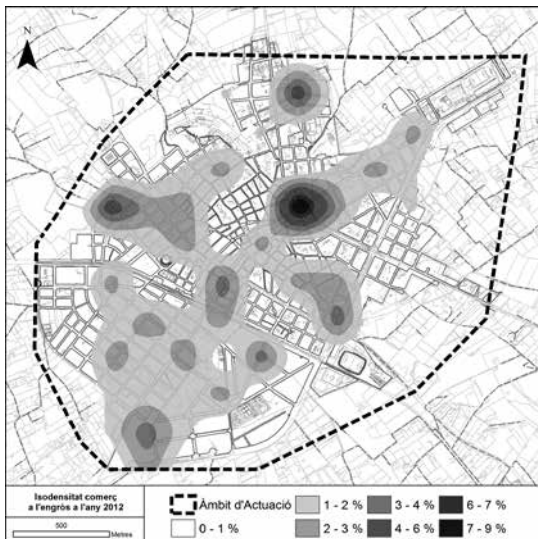 N
Isodensitat comerç
a l'engròs a l'any 2012
500
Metres
Àmbit d'Actuació
0 - 1 %
1 - 2 %
2 - 3 %
3 - 4 %
4 - 6 %
6 - 7 %
7 - 9 %